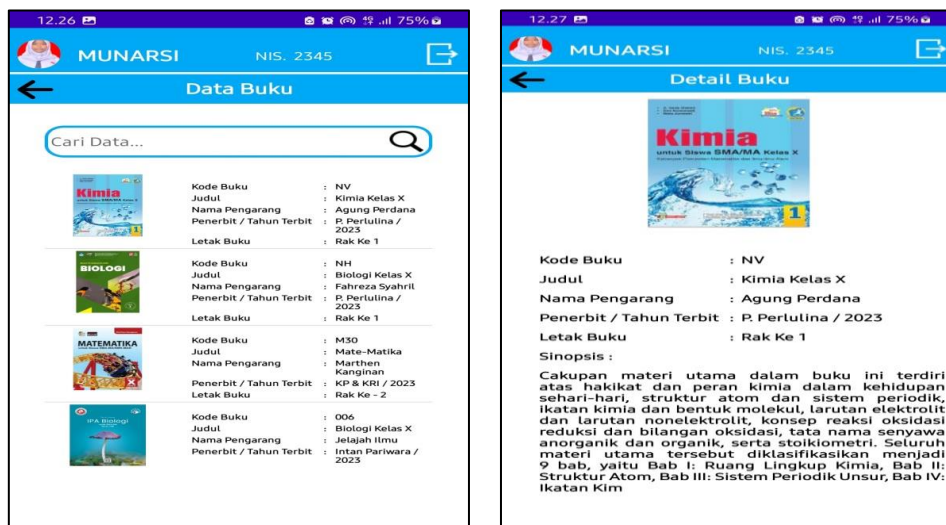 12.26
75%
MUNARSI NIS. 2345
Data Buku
Cari Data...
Kimia
1
Kode Buku : NV
Judul : Kimia Kelas X
Nama Pengarang : Agung Perdana
Penerbit / Tahun Terbit : P. Perlulina /
2023
Letak Buku : Rak Ke 1
BIOLOGI
Kode Buku : NH
Judul : Biologi Kelas X
Nama Pengarang : Fahreza Syahril
Penerbit / Tahun Terbit : P. Perlulina /
2023
Letak Buku : Rak Ke 1
MATEMATIKA
X
Kode Buku : M30
Judul : Mate-Matika
Nama Pengarang : Marthen
Kanginan
Penerbit / Tahun Terbit : KP & KRI / 2023
Letak Buku : Rak Ke - 2
IPA Biologi
Kode Buku : 006
Judul : Biologi Kelas X
Nama Pengarang : Jelajah Ilmu
Penerbit / Tahun Terbit : Intan Pariwara /
2023
12.27
75%
MUNARSI NIS. 2345
Detail Buku
Kimia
untuk Siswa SMA/MA Kelas X
1
Kode Buku : NV
Judul : Kimia Kelas X
Nama Pengarang : Agung Perdana
Penerbit / Tahun Terbit : P. Perlulina / 2023
Letak Buku : Rak Ke 1
Sinopsis :
Cakupan materi utama dalam buku ini terdiri
atas hakikat dan peran kimia dalam kehidupan
sehari-hari, struktur atom dan sistem periodik,
ikatan kimia dan bentuk molekul, larutan elektrolit
dan larutan nonelektrolit, konsep reaksi oksidasi
reduksi dan bilangan oksidasi, tata nama senyawa
anorganik dan organik, serta stoikiometri. Seluruh
materi utama tersebut diklasifikasikan menjadi
9 bab, yaitu Bab I: Ruang Lingkup Kimia, Bab II:
Struktur Atom, Bab III: Sistem Periodik Unsur, Bab IV:
Ikatan Kim